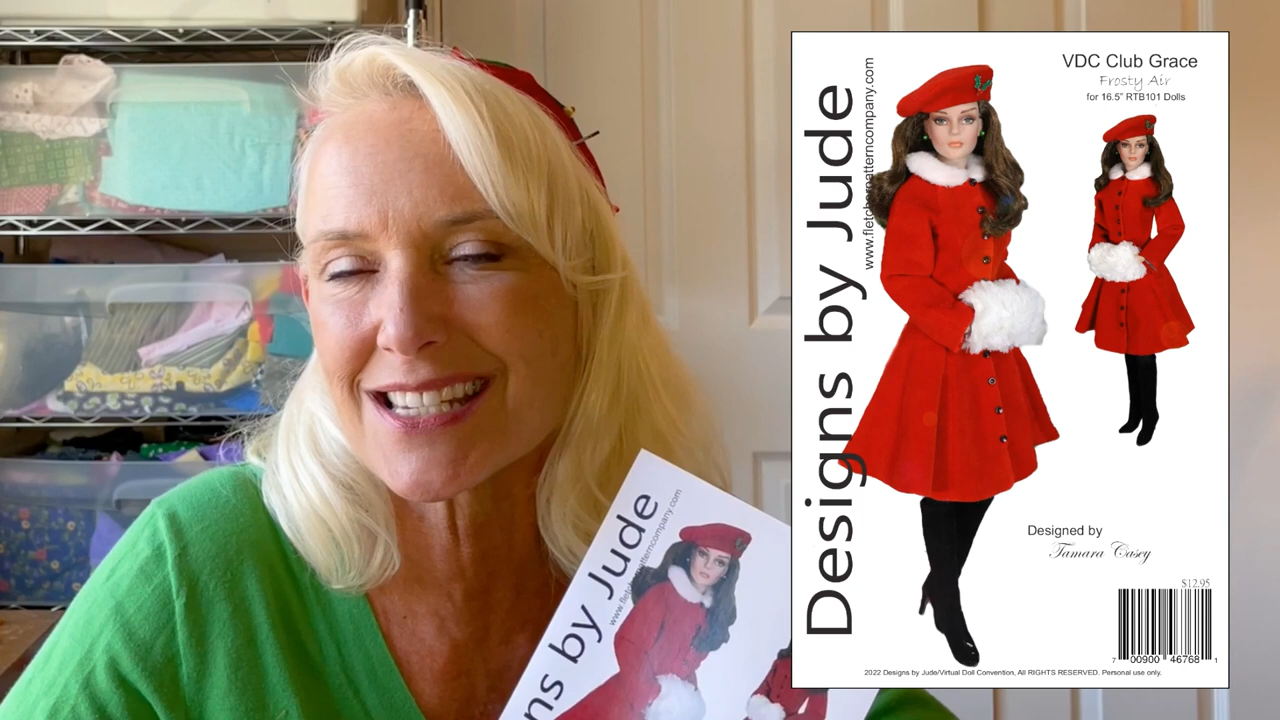 Designs by Jude
www.fletcherpatterncompany.com
VDC Club Grace
Frosty Air
for 16.5" RTB101 Dolls
Designed by
Tamara Casey
$12.95
7 00900 46768 1
2022 Designs by Jude/Virtual Doll Convention, All RIGHTS RESERVED. Personal use only.
ns by Jude
www.fletcherpatterncompany.com